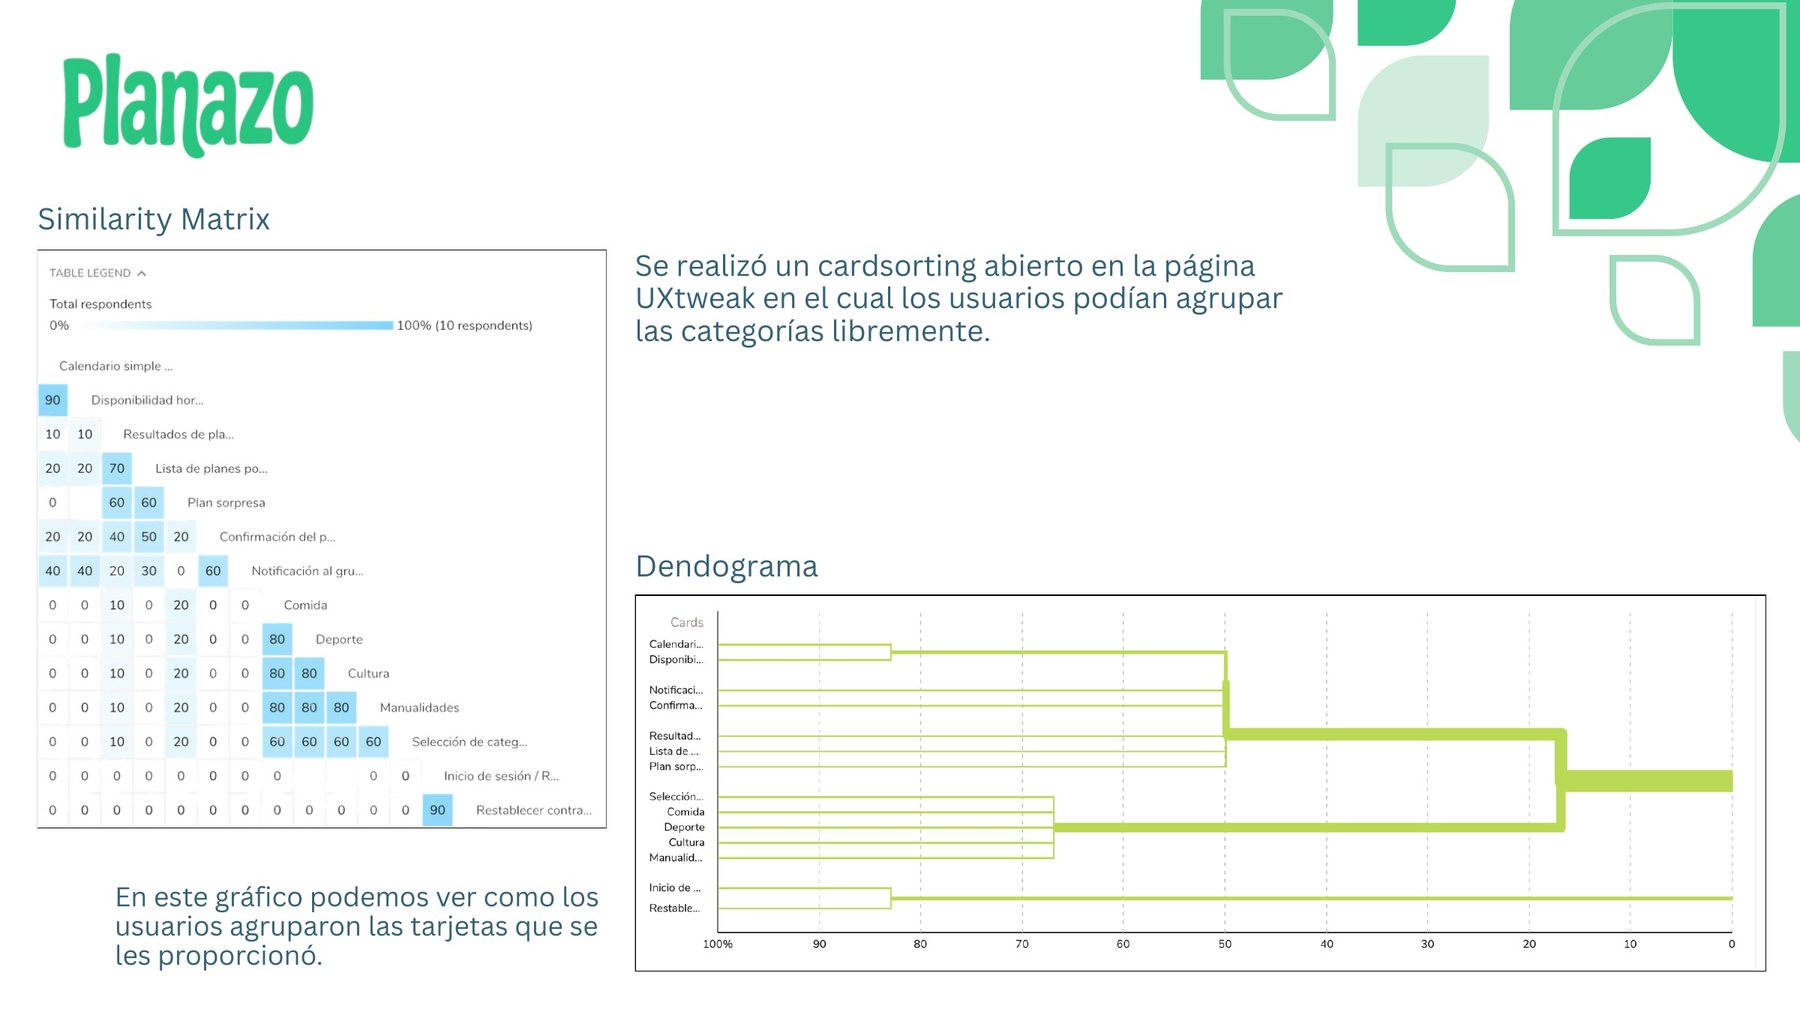 Planazo
Similarity Matrix
TABLE LEGEND
Total respondents
0% 100% (10 respondents)
Calendario simple ...
90 Disponibilidad hor...
10 10 Resultados de pla...
20 20 70 Lista de planes po...
0 60 60 Plan sorpresa
20 20 40 50 20 Confirmación del p...
40 40 20 30 0 60 Notificación al gru...
0 0 10 0 20 0 0 Comida
0 0 10 0 20 0 0 80 Deporte
0 0 10 0 20 0 0 80 80 Cultura
0 0 10 0 20 0 0 80 80 80 Manualidades
0 0 10 0 20 0 0 60 60 60 60 Selección de categ...
0 0 0 0 0 0 0 0 0 0 Inicio de sesión / R...
0 0 0 0 0 0 0 0 0 0 0 0 90 Restablecer contra...
En este gráfico podemos ver como los
usuarios agruparon las tarjetas que se
les proporcionó.
Se realizó un cardsorting abierto en la página
UXtweak en el cual los usuarios podían agrupar
las categorías libremente.
Dendograma
Cards
Calendari...
Disponibi...
Notificaci...
Confirma...
Resultad...
Lista de ...
Plan sorp...
Selección...
Comida
Deporte
Cultura
Manualid...
Inicio de ...
Restable...
100% 90 80 70 60 50 40 30 20 10 0